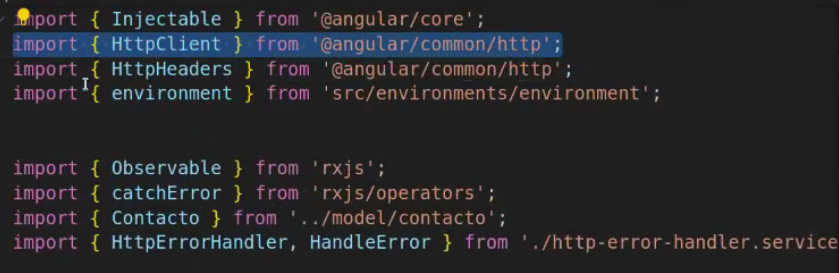 import { Injectable } from '@angular/core';
import { HttpClient } from '@angular/common/http';
import { HttpHeaders } from '@angular/common/http';
import { environment } from 'src/environments/environment';
import { Observable } from 'rxjs';
import { catchError } from 'rxjs/operators';
import { Contacto } from '../model/contacto';
import { HttpErrorHandler, HandleError } from './http-error-handler.service